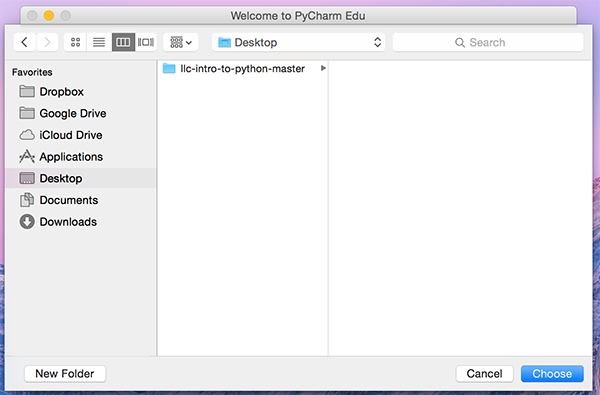 Welcome to PyCharm Edu
Desktop
Search
Favorites
Dropbox
Google Drive
iCloud Drive
Applications
Desktop
Documents
Downloads
llc-intro-to-python-master
New Folder
Cancel
Choose